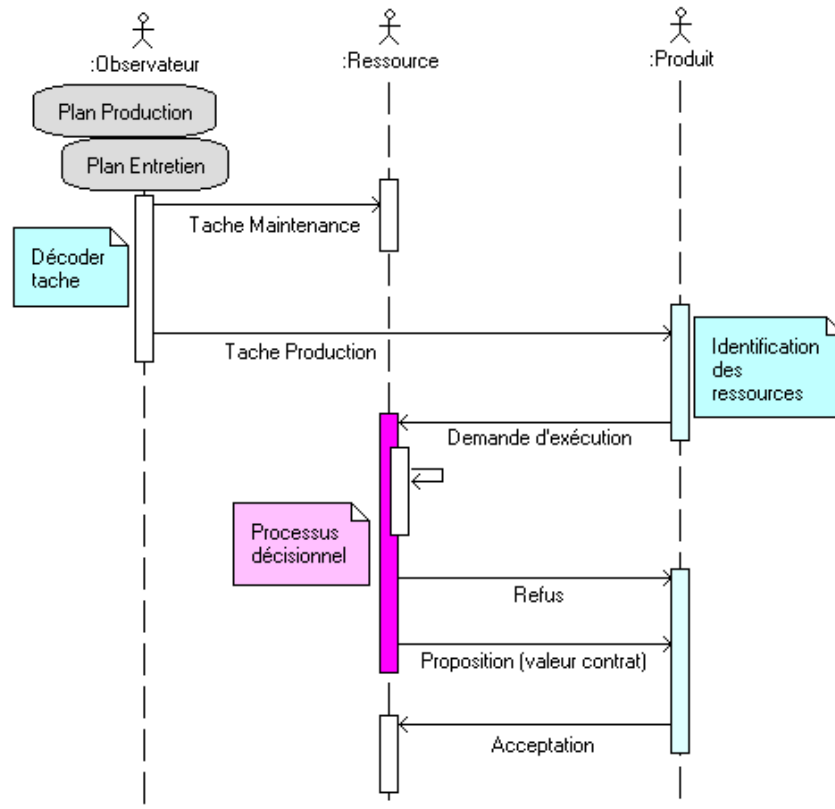 :Observateur
:Ressource
:Produit
Plan Production
Plan Entretien
Tache Maintenance
Décoder
tache
Tache Production
Identification
des
ressources
Demande d'exécution
Processus
décisionnel
Refus
Proposition (valeur contrat)
Acceptation